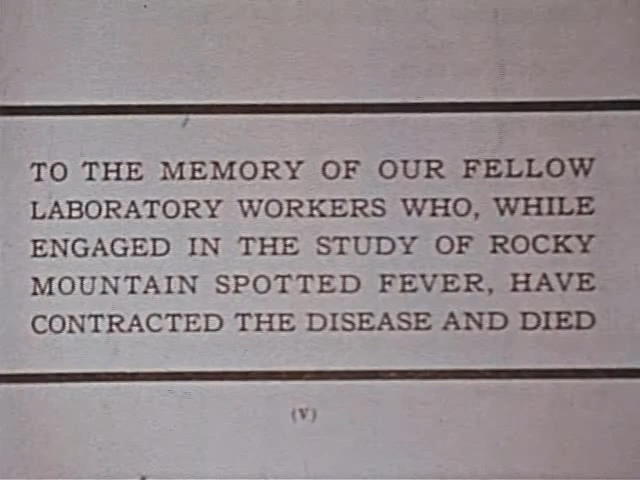 TO THE MEMORY OF OUR FELLOW
LABORATORY WORKERS WHO, WHILE
ENGAGED IN THE STUDY OF ROCKY
MOUNTAIN SPOTTED FEVER, HAVE
CONTRACTED THE DISEASE AND DIED
(V)